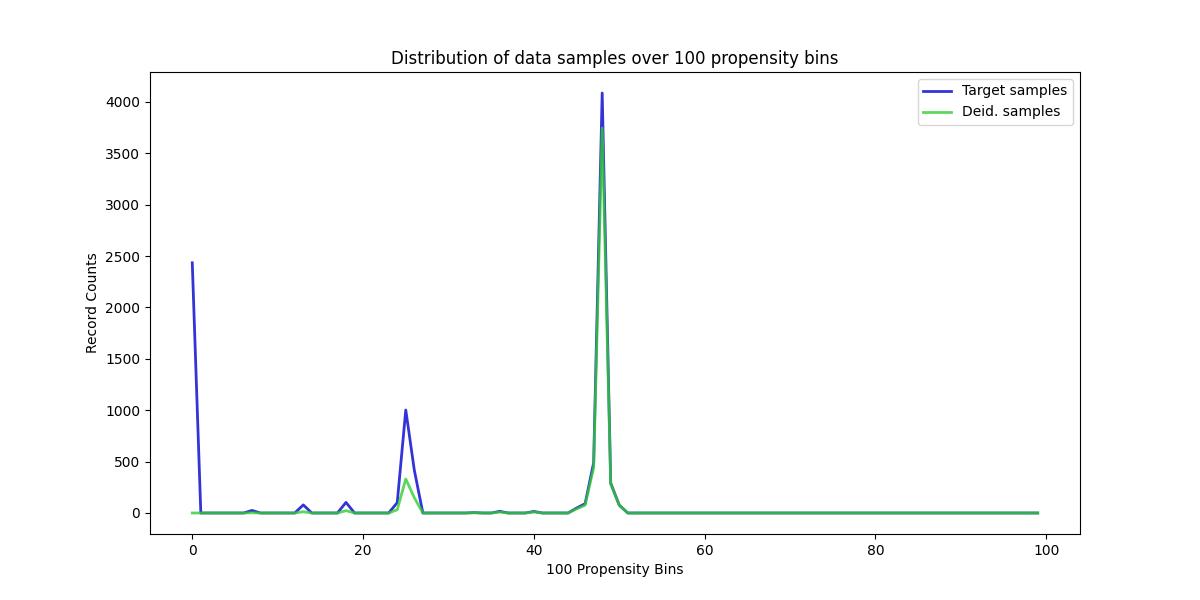 Distribution of data samples over 100 propensity bins
Target samples
Deid. samples
4000
3500
3000
2500
2000
1500
1000
500
0
Record Counts
0 20 40 60 80 100
100 Propensity Bins